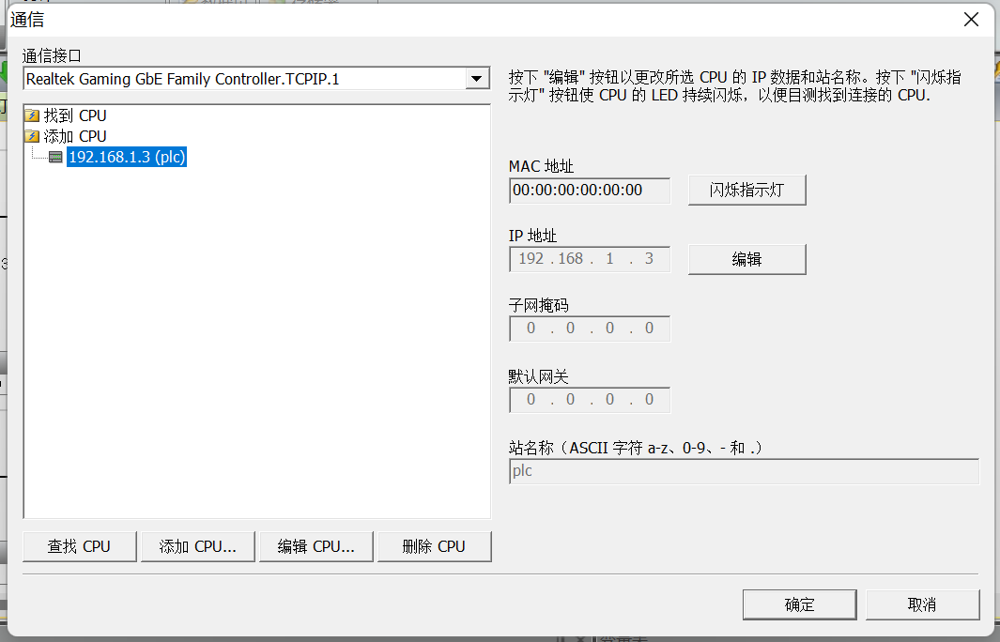 通信
通信接口
Realtek Gaming GbE Family Controller.TCPIP.1
找到 CPU
添加 CPU
192.168.1.3 (plc)
按下 "编辑" 按钮以更改所选 CPU 的 IP 数据和站名称。按下 "闪烁指
示灯" 按钮使 CPU 的 LED 持续闪烁，以便目测找到连接的 CPU.
MAC 地址
00:00:00:00:00:00
闪烁指示灯
IP 地址
192 . 168 . 1 . 3
编辑
子网掩码
0 . 0 . 0 . 0
默认网关
0 . 0 . 0 . 0
站名称（ASCII 字符 a-z、0-9、- 和 .）
plc
查找 CPU
添加 CPU...
编辑 CPU...
删除 CPU
确定
取消